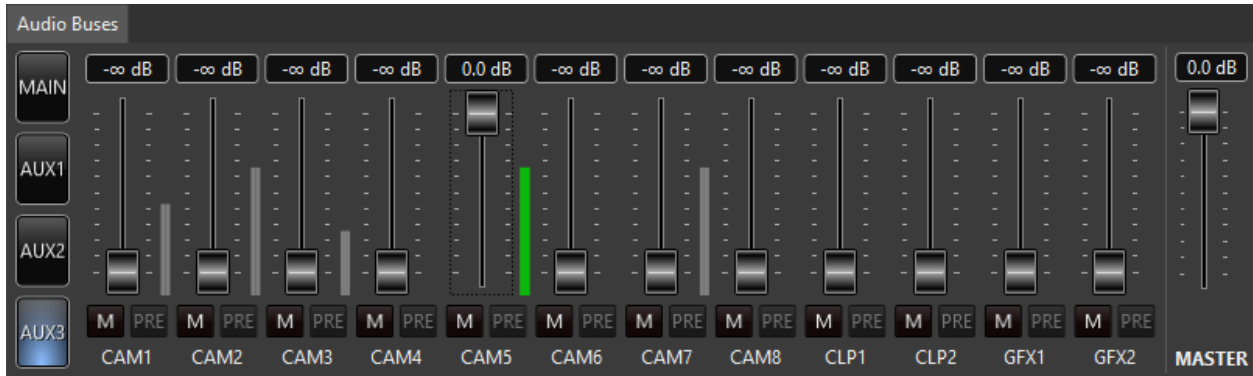 Audio Buses
MAIN
AUX1
AUX2
AUX3
-∞ dB -∞ dB -∞ dB -∞ dB 0.0 dB -∞ dB -∞ dB -∞ dB -∞ dB -∞ dB -∞ dB -∞ dB 0.0 dB
M PRE M PRE M PRE M PRE M PRE M PRE M PRE M PRE M PRE M PRE M PRE M PRE
CAM1 CAM2 CAM3 CAM4 CAM5 CAM6 CAM7 CAM8 CLP1 CLP2 GFX1 GFX2 MASTER